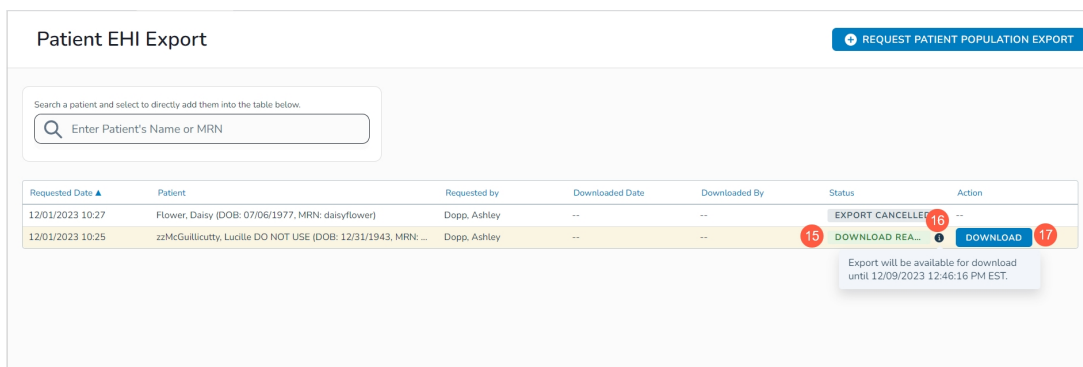 Patient EHI Export
REQUEST PATIENT POPULATION EXPORT
Search a patient and select to directly add them into the table below.
Enter Patient's Name or MRN
Requested Date ▲ Patient Requested by Downloaded Date Downloaded By Status Action
12/01/2023 10:27 Flower, Daisy (DOB: 07/06/1977, MRN: daisyflower) Dopp, Ashley -- -- EXPORT CANCELLED --
16
12/01/2023 10:25 zzMcGuillicutty, Lucille DO NOT USE (DOB: 12/31/1943, MRN: ... Dopp, Ashley -- -- 15 DOWNLOAD REA... DOWNLOAD 17
Export will be available for download
until 12/09/2023 12:46:16 PM EST.